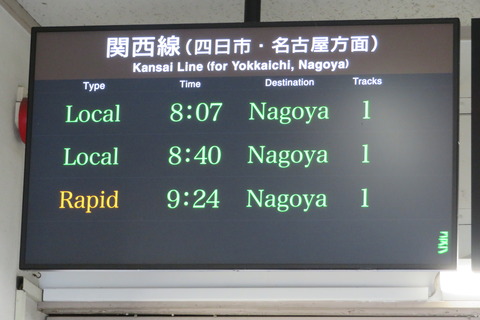 関西線(四日市・名古屋方面)
Kansai Line (for Yokkaichi, Nagoya)
Type Time Destination Tracks
Local 8:07 Nagoya 1
Local 8:40 Nagoya 1
Rapid 9:24 Nagoya 1